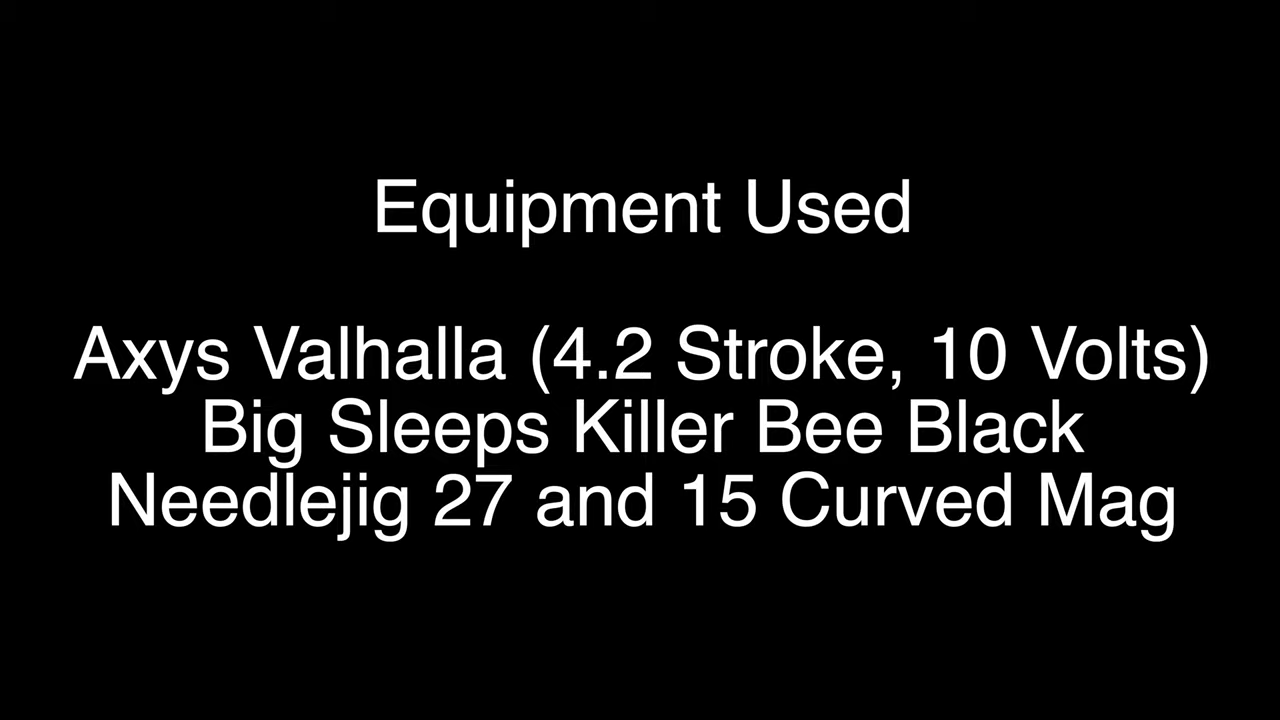 Equipment Used
Axys Valhalla (4.2 Stroke, 10 Volts)
Big Sleeps Killer Bee Black
Needlejig 27 and 15 Curved Mag